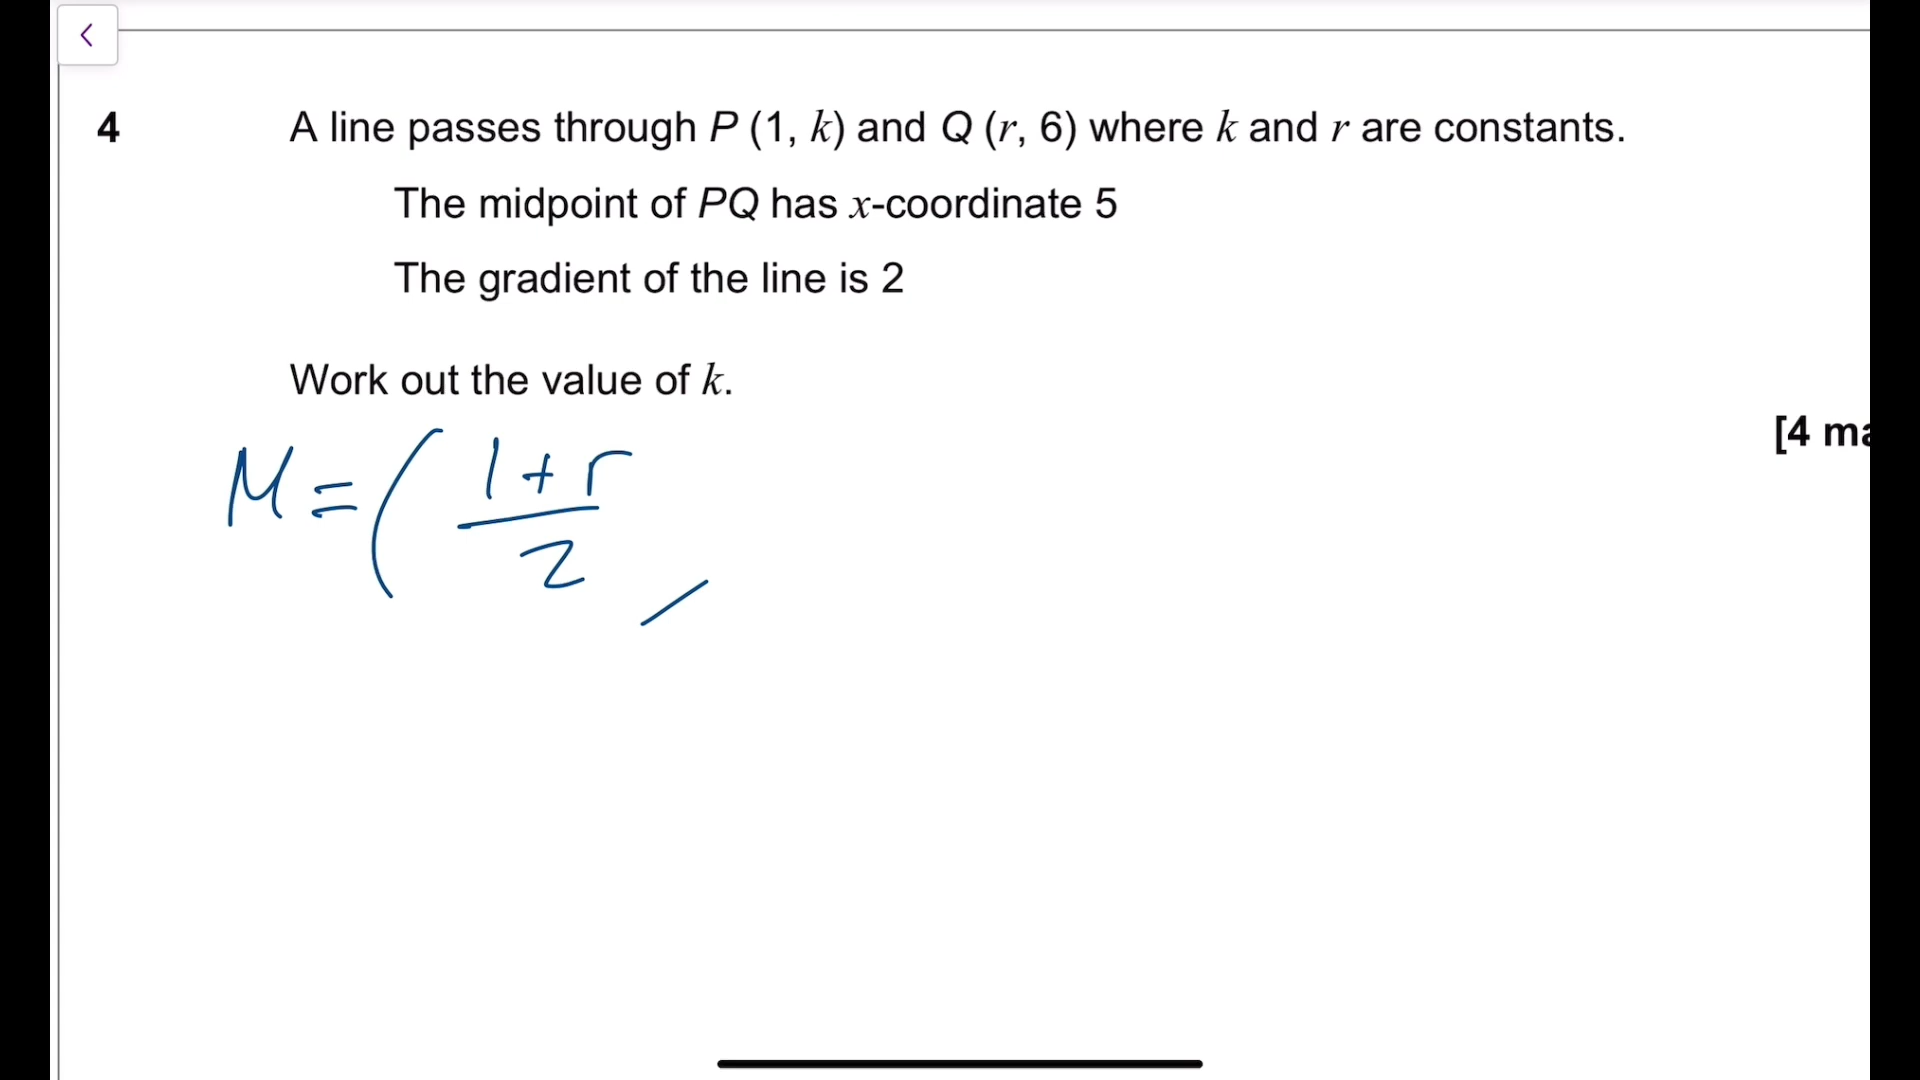 4 A line passes through P (1, k) and Q (r, 6) where k and r are constants.
The midpoint of PQ has x-coordinate 5
The gradient of the line is 2
Work out the value of k.
[4 ma
M = ( 1 + r
2 ,